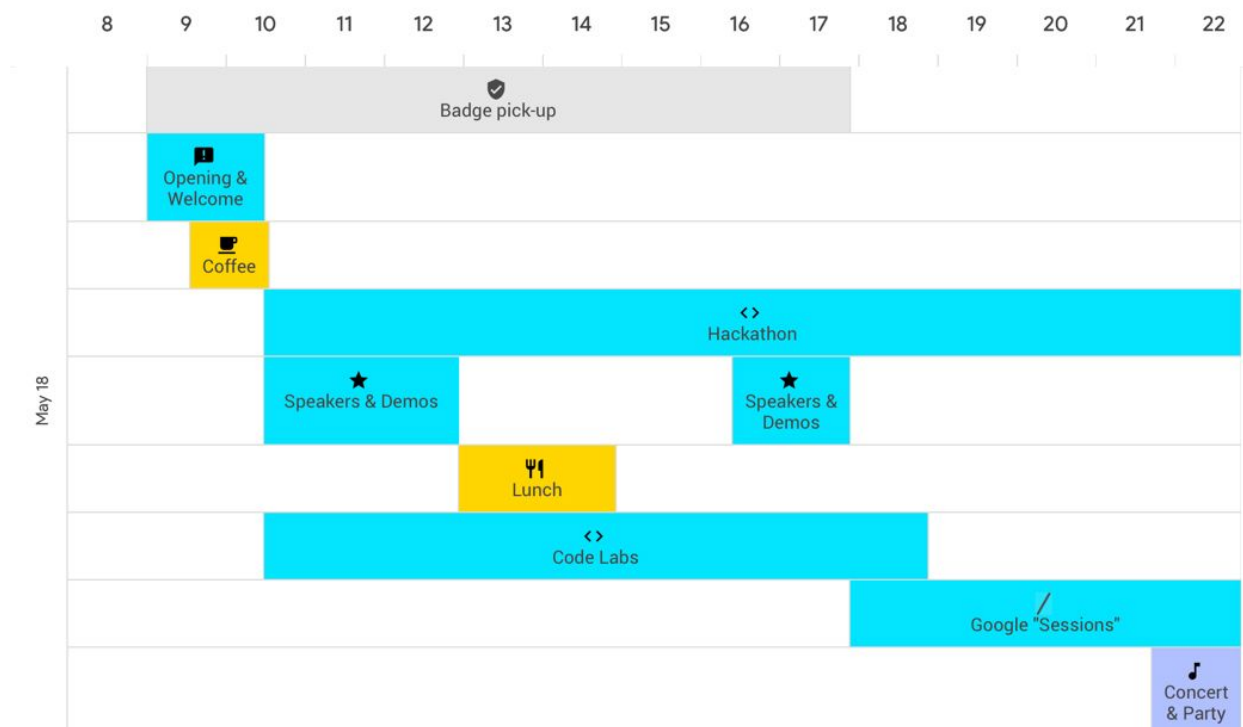 8 9 10 11 12 13 14 15 16 17 18 19 20 21 22
Badge pick-up
Opening &
Welcome
Coffee
Hackathon
May 18
Speakers & Demos
Speakers &
Demos
Lunch
Code Labs
Google "Sessions"
Concert
& Party